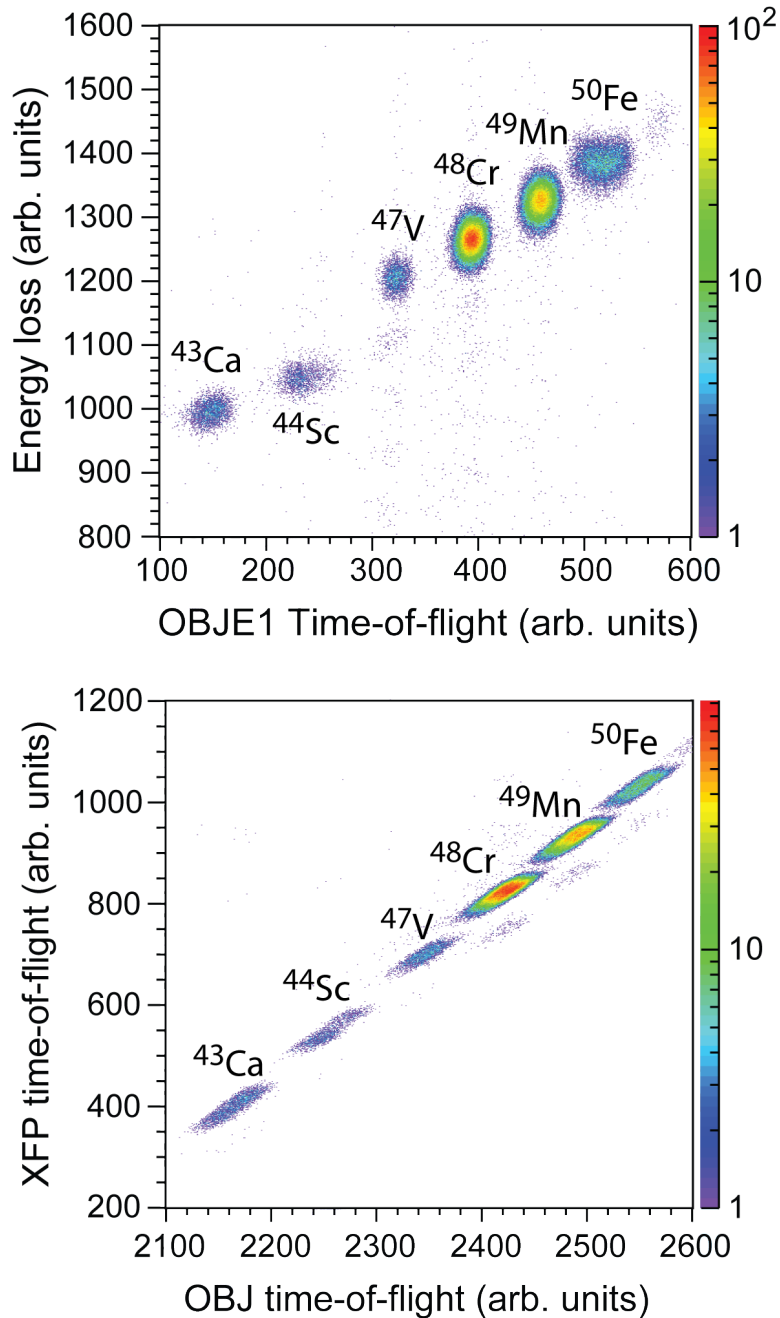 1600
1500
1400
1300
1200
1100
1000
900
800
100
200
300
400
500
600
Energy loss (arb. units)
OBJE1 Time-of-flight (arb. units)
⁴³Ca
⁴⁴Sc
⁴⁷V
⁴⁸Cr
⁴⁹Mn
⁵⁰Fe
10²
10
1
1200
1000
800
600
400
200
2100
2200
2300
2400
2500
2600
XFP time-of-flight (arb. units)
OBJ time-of-flight (arb. units)
⁴³Ca
⁴⁴Sc
⁴⁷V
⁴⁸Cr
⁴⁹Mn
⁵⁰Fe
10
1